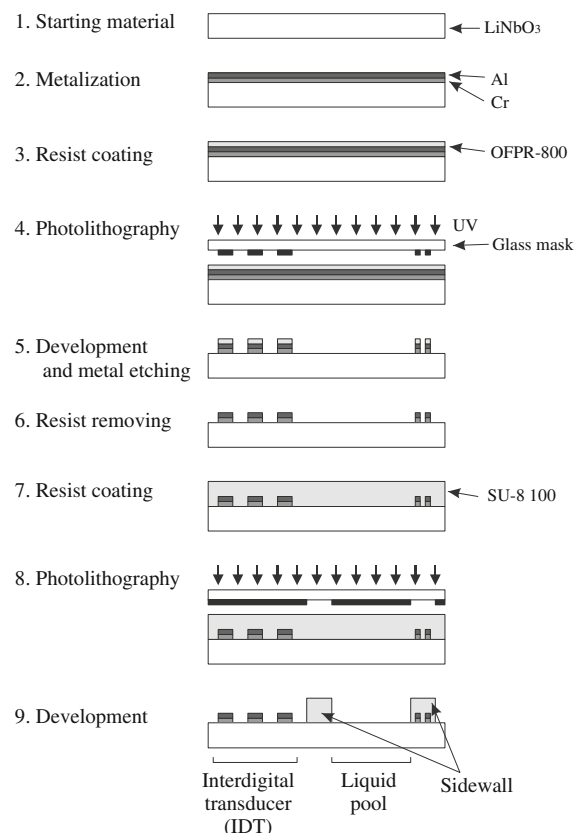 1. Starting material
LiNbO3
2. Metalization
Al
Cr
3. Resist coating
OFPR-800
4. Photolithography
UV
Glass mask
5. Development
and metal etching
6. Resist removing
7. Resist coating
SU-8 100
8. Photolithography
9. Development
Interdigital
transducer
(IDT)
Liquid
pool
Sidewall